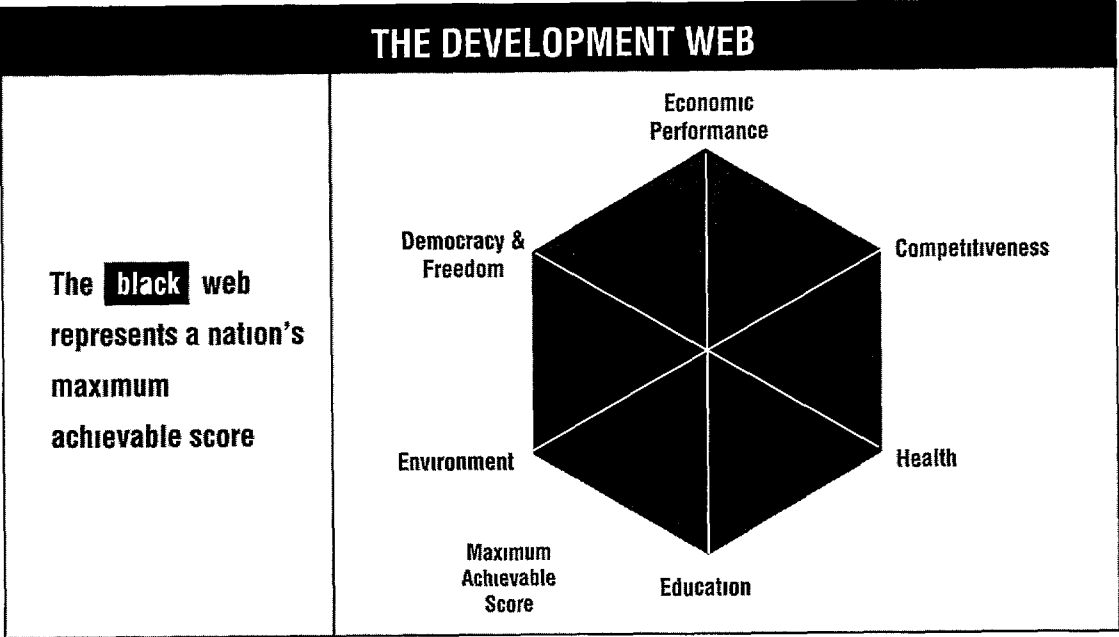 THE DEVELOPMENT WEB
The black web
represents a nation's
maximum
achievable score
Economic
Performance
Democracy &
Freedom
Competitiveness
Environment
Health
Maximum
Achievable
Score
Education